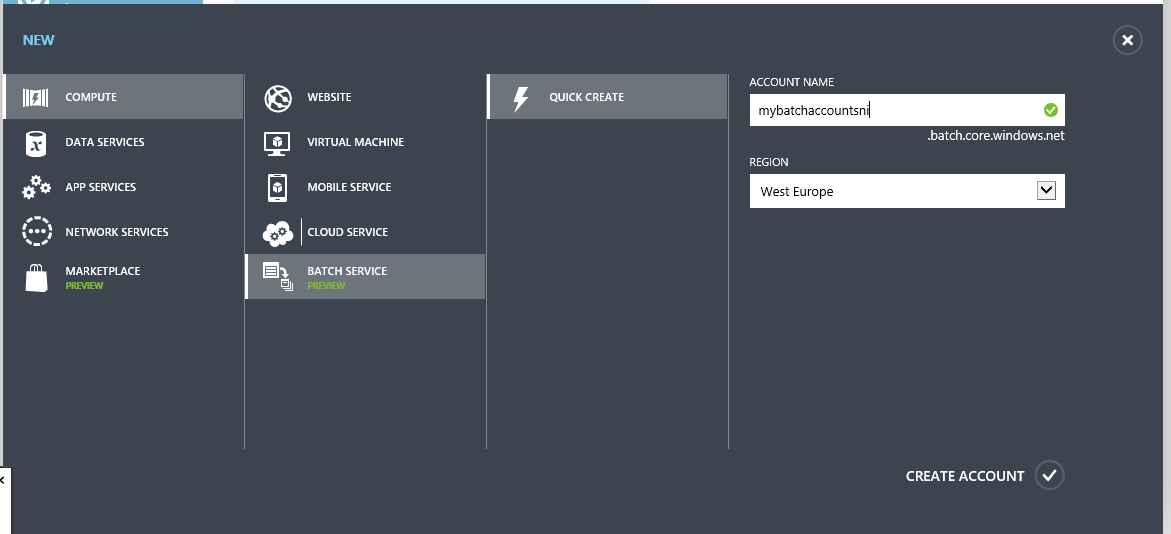 NEW
COMPUTE
DATA SERVICES
APP SERVICES
NETWORK SERVICES
MARKETPLACE
PREVIEW
WEBSITE
VIRTUAL MACHINE
MOBILE SERVICE
CLOUD SERVICE
BATCH SERVICE
PREVIEW
QUICK CREATE
ACCOUNT NAME
mybatchaccountsni
.batch.core.windows.net
REGION
West Europe
CREATE ACCOUNT